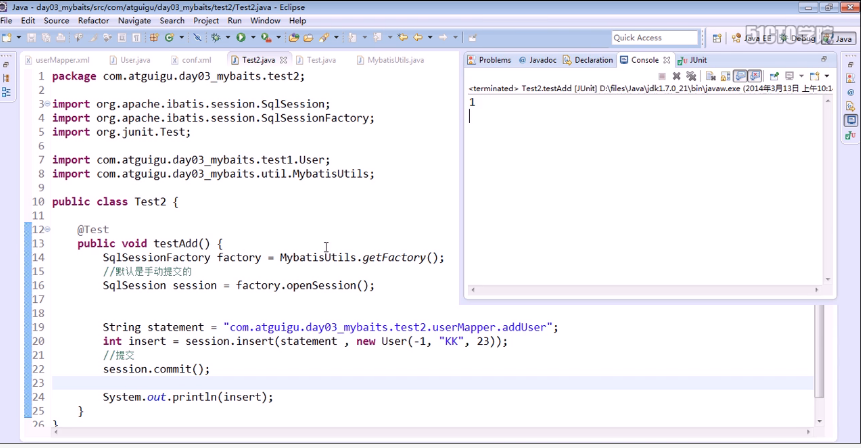 Java - day03_mybaits/src/com/atguigu/day03_mybaits/test2/Test2.java - Eclipse
File Edit Source Refactor Navigate Search Project Run Window Help
Quick Access
Java EE Debug Java
userMapper.xml User.java conf.xml Test2.java Test.java MybatisUtils.java
1 package com.atguigu.day03_mybaits.test2;
2
3 import org.apache.ibatis.session.SqlSession;
4 import org.apache.ibatis.session.SqlSessionFactory;
5 import org.junit.Test;
6
7 import com.atguigu.day03_mybaits.test1.User;
8 import com.atguigu.day03_mybaits.util.MybatisUtils;
9
10 public class Test2 {
11
12 @Test
13 public void testAdd() {
14 SqlSessionFactory factory = MybatisUtils.getFactory();
15 //默认是手动提交的
16 SqlSession session = factory.openSession();
17
18
19 String statement = "com.atguigu.day03_mybaits.test2.userMapper.addUser";
20 int insert = session.insert(statement , new User(-1, "KK", 23));
21 //提交
22 session.commit();
23
24 System.out.println(insert);
25 }
26 }
Problems Javadoc Declaration Console JUnit
<terminated> Test2.testAdd [JUnit] D:\files\Java\jdk1.7.0_21\bin\javaw.exe (2014年3月13日 上午10:1
1